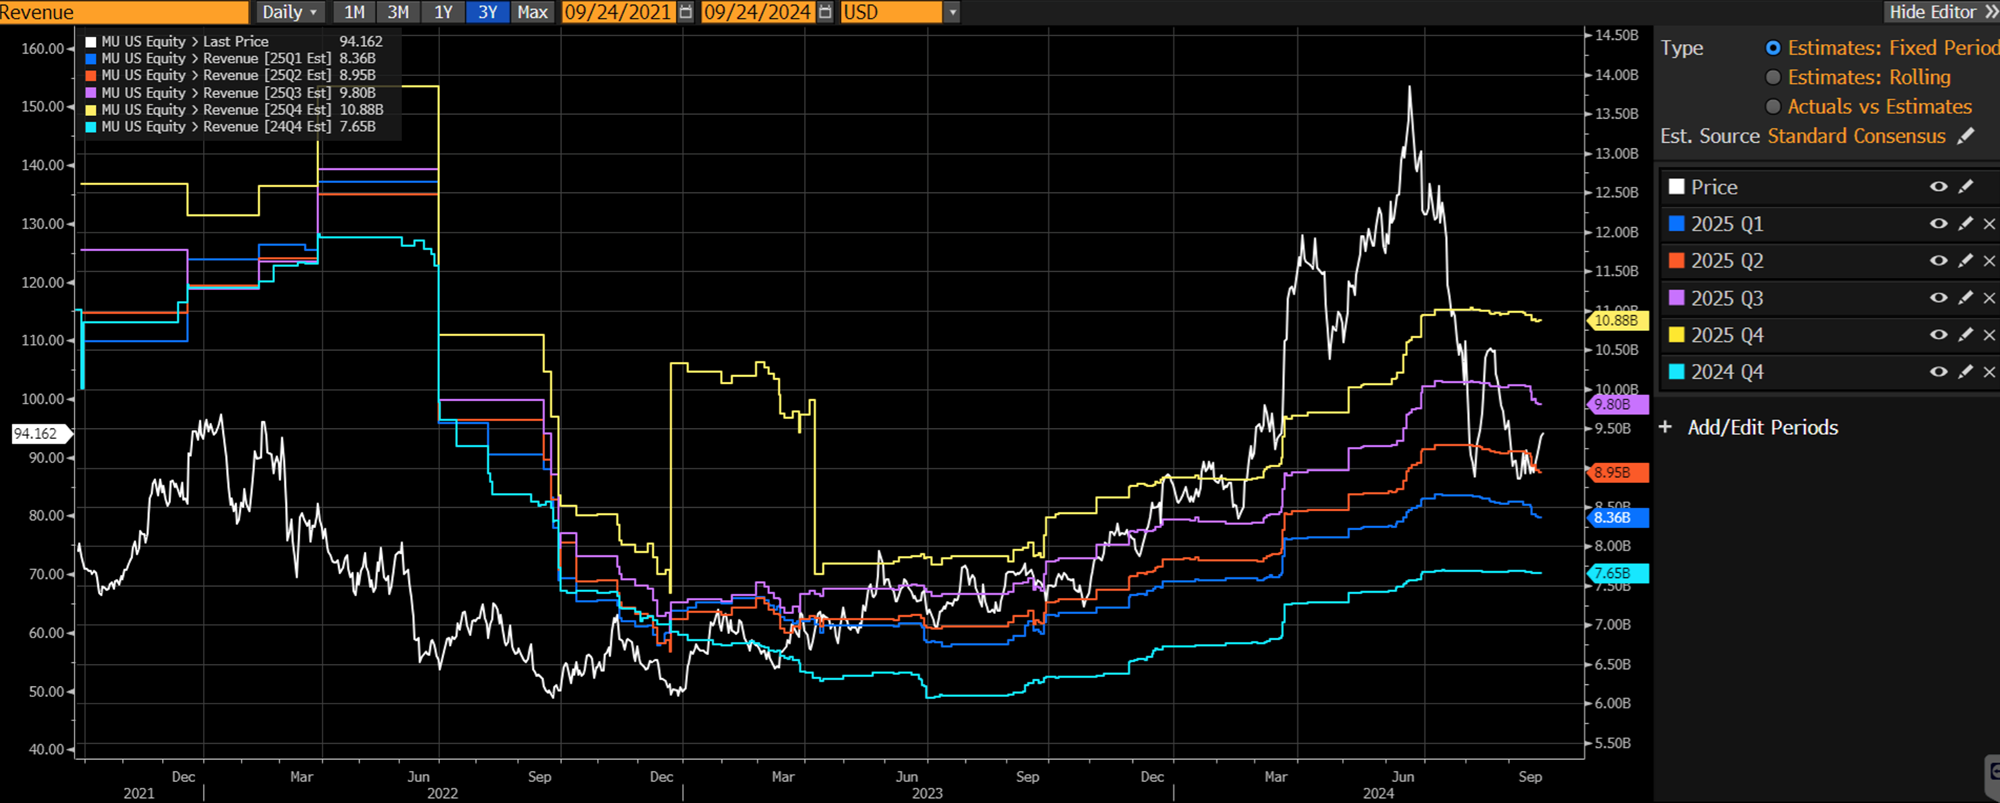 Revenue Daily 1M 3M 1Y 3Y Max 09/24/2021 09/24/2024 USD Hide Editor
MU US Equity > Last Price 94.162
MU US Equity > Revenue [25Q1 Est] 8.36B
MU US Equity > Revenue [25Q2 Est] 8.95B
MU US Equity > Revenue [25Q3 Est] 9.80B
MU US Equity > Revenue [25Q4 Est] 10.88B
MU US Equity > Revenue [24Q4 Est] 7.65B
160.00
150.00
140.00
130.00
120.00
110.00
100.00
94.162
90.00
80.00
70.00
60.00
50.00
40.00
14.50B
14.00B
13.50B
13.00B
12.50B
12.00B
11.50B
11.00B
10.88B
10.50B
10.00B
9.80B
9.50B
8.95B
8.50B
8.36B
8.00B
7.65B
7.50B
7.00B
6.50B
6.00B
5.50B
Dec Mar Jun Sep Dec Mar Jun Sep Dec Mar Jun Sep
2021 2022 2023 2024
Type Estimates: Fixed Period
Estimates: Rolling
Actuals vs Estimates
Est. Source Standard Consensus
Price
2025 Q1
2025 Q2
2025 Q3
2025 Q4
2024 Q4
+ Add/Edit Periods